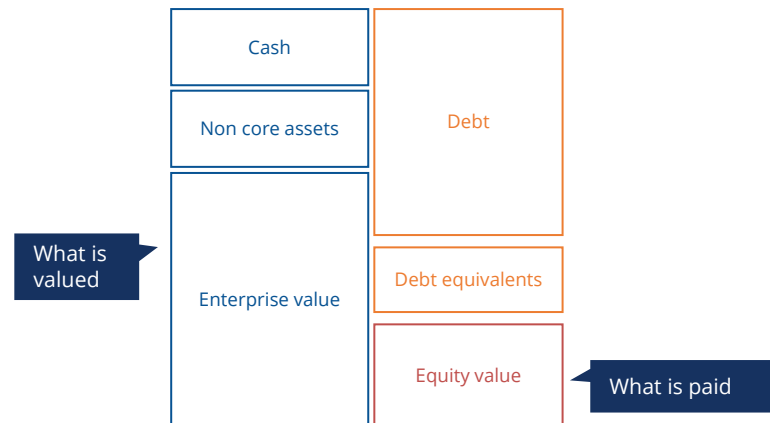 Cash
Debt
Non core assets
What is
valued
Enterprise value
Debt equivalents
Equity value
What is paid